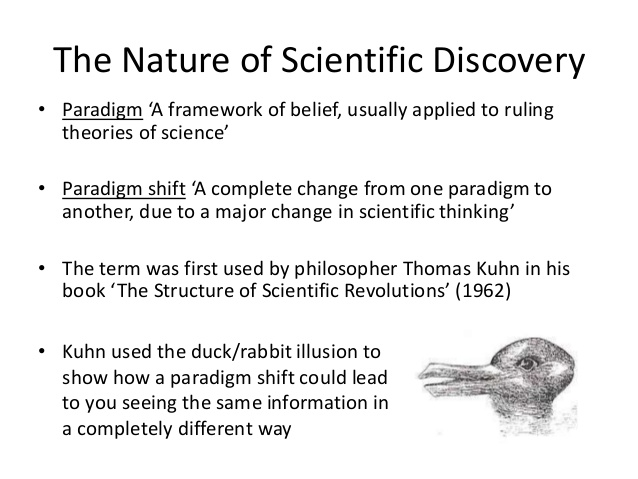 The Nature of Scientific Discovery
• Paradigm ‘A framework of belief, usually applied to ruling
theories of science’
• Paradigm shift ‘A complete change from one paradigm to
another, due to a major change in scientific thinking’
• The term was first used by philosopher Thomas Kuhn in his
book ‘The Structure of Scientific Revolutions’ (1962)
• Kuhn used the duck/rabbit illusion to
show how a paradigm shift could lead
to you seeing the same information in
a completely different way